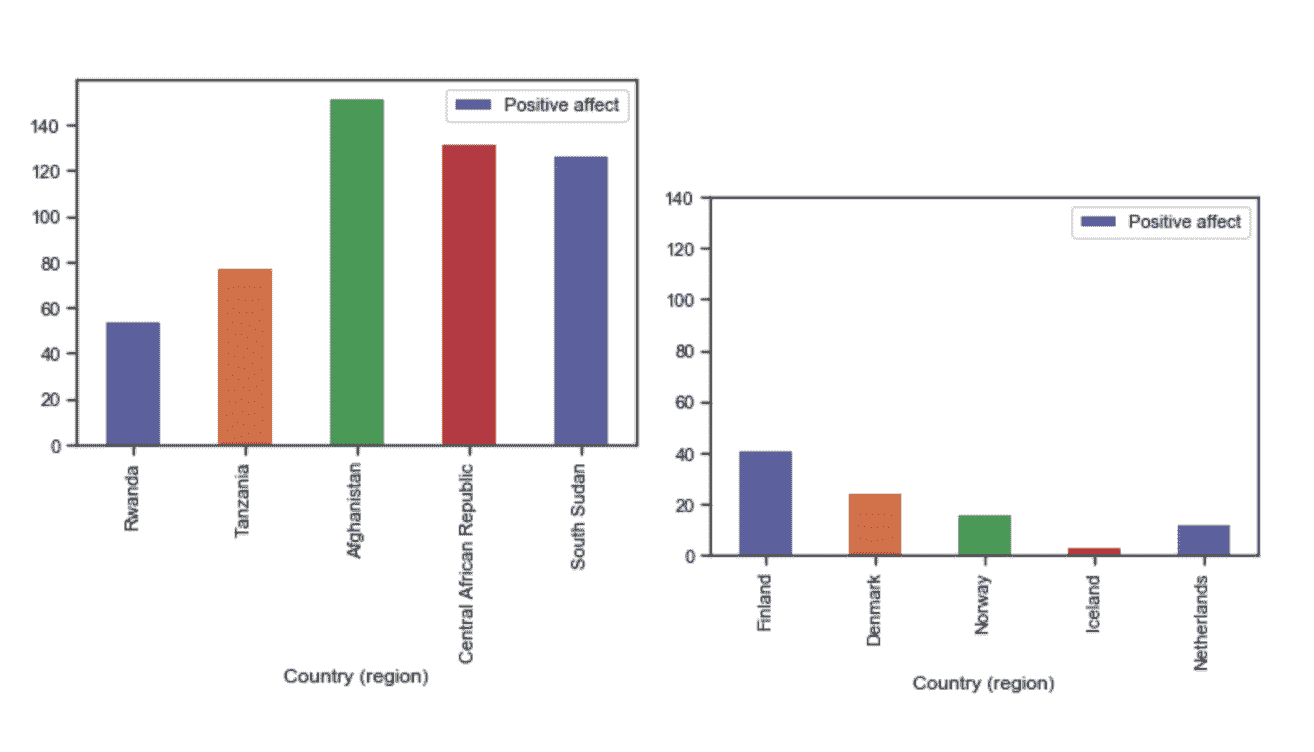 Positive affect
140
120
100
80
60
40
20
0
Rwanda
Tanzania
Afghanistan
Central African Republic
South Sudan
Country (region)
Positive affect
140
120
100
80
60
40
20
0
Finland
Denmark
Norway
Iceland
Netherlands
Country (region)